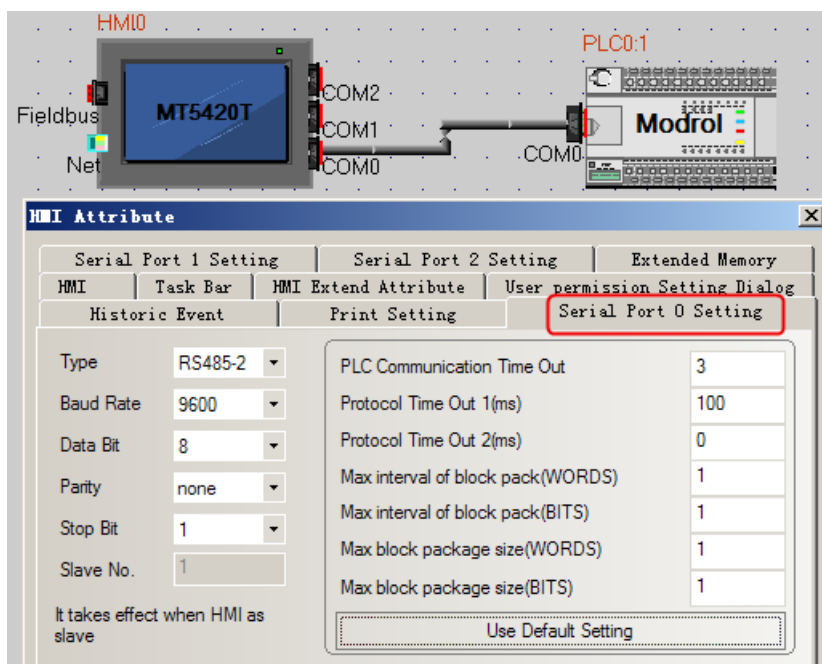 HMI0
PLC0:1
COM2
Fieldbus
MT5420T
COM1
Modrol
COM0
Net
COM0
HMI Attribute
Serial Port 1 Setting
Serial Port 2 Setting
Extended Memory
HMI
Task Bar
HMI Extend Attribute
User permission Setting Dialog
Historic Event
Print Setting
Serial Port 0 Setting
Type
RS485-2
PLC Communication Time Out
3
Baud Rate
9600
Protocol Time Out 1(ms)
100
Data Bit
8
Protocol Time Out 2(ms)
0
Parity
none
Max interval of block pack(WORDS)
1
Max interval of block pack(BITS)
1
Stop Bit
1
Max block package size(WORDS)
1
Slave No.
1
Max block package size(BITS)
1
It takes effect when HMI as
slave
Use Default Setting